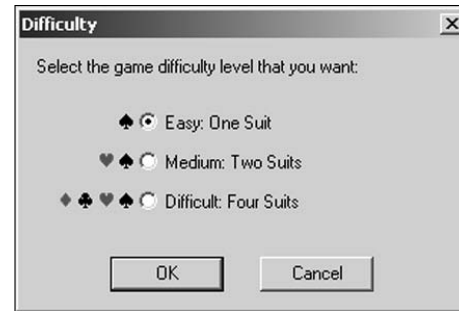 Difficulty
Select the game difficulty level that you want:
Easy: One Suit
Medium: Two Suits
Difficult: Four Suits
OK Cancel